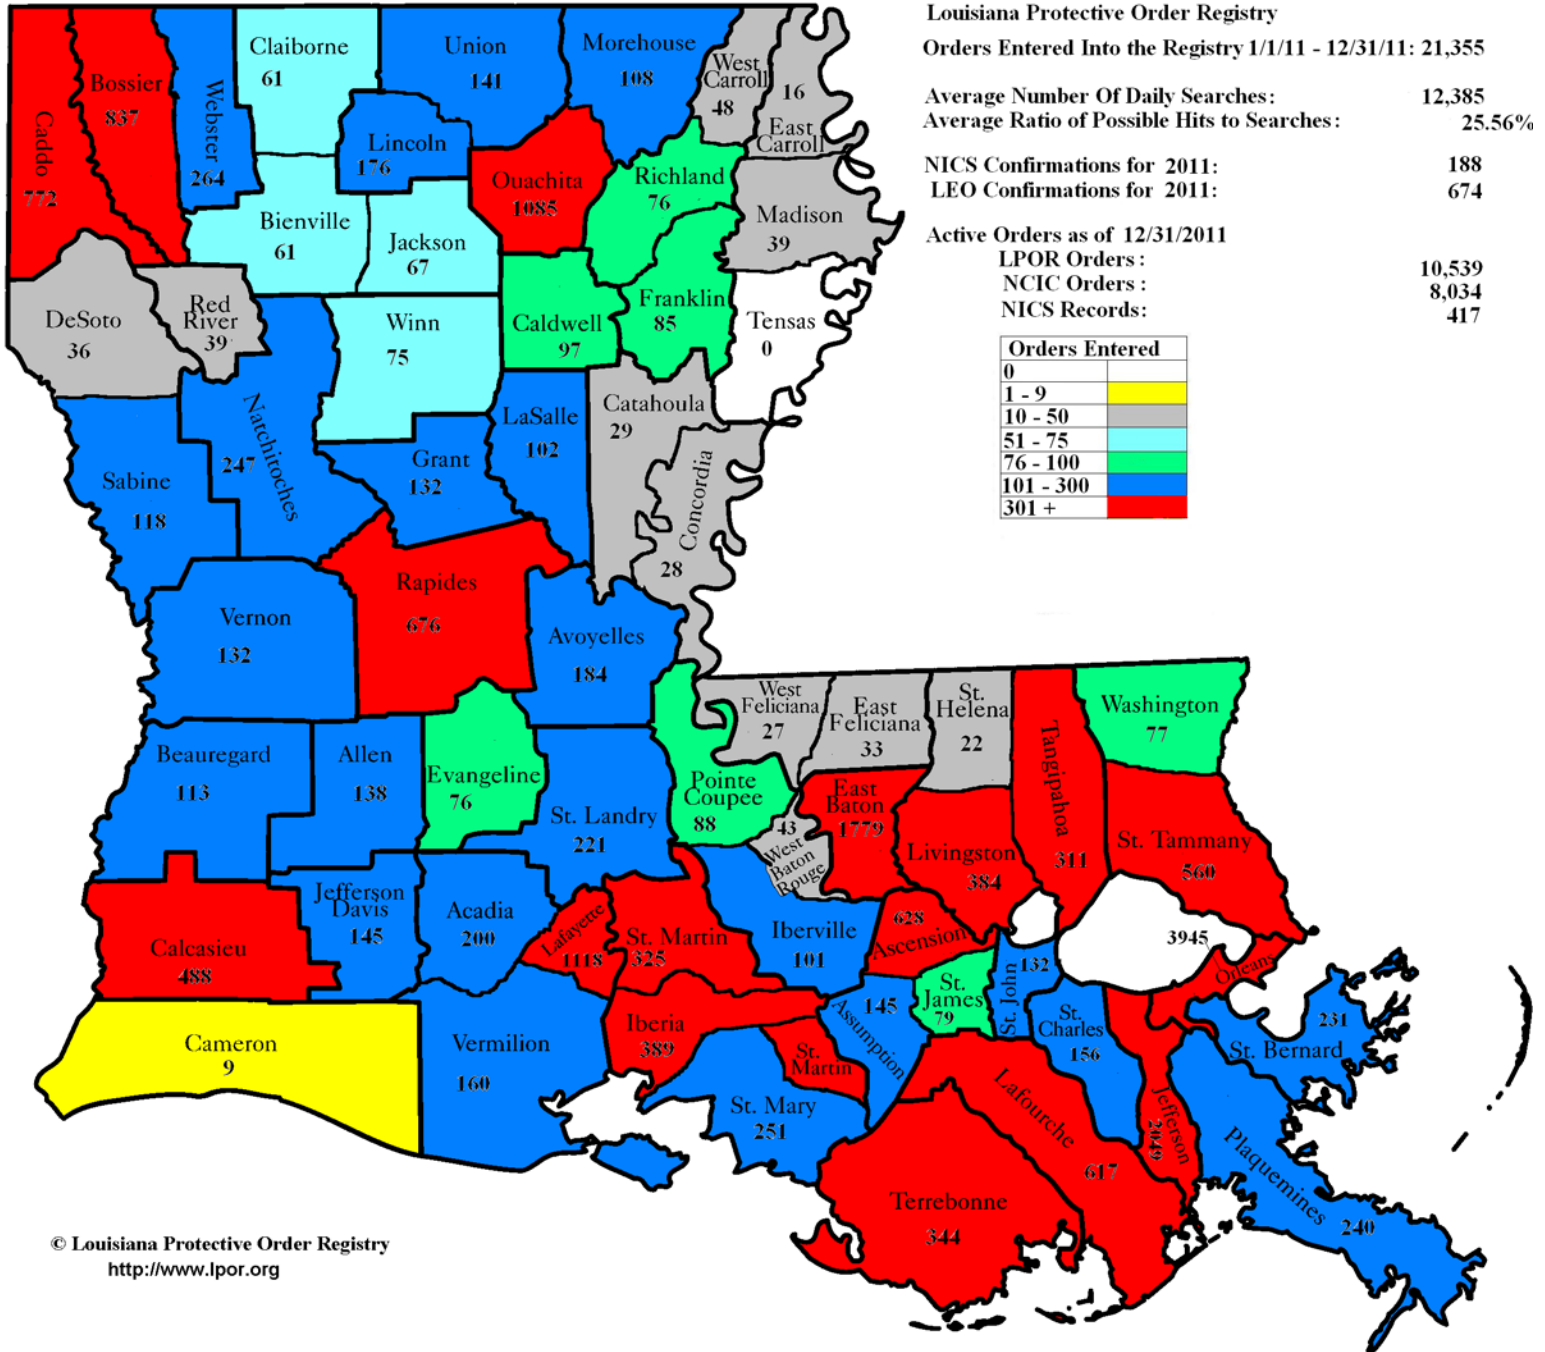 Louisiana Protective Order Registry
Orders Entered Into the Registry 1/1/11 - 12/31/11: 21,355
Average Number Of Daily Searches: 12,385
Average Ratio of Possible Hits to Searches: 25.56%
NICS Confirmations for 2011: 188
LEO Confirmations for 2011: 674
Active Orders as of 12/31/2011
LPOR Orders: 10,539
NCIC Orders: 8,034
NICS Records: 417
Orders Entered
0
1 - 9
10 - 50
51 - 75
76 - 100
101 - 300
301 +
Caddo
772
Bossier
837
Webster
264
Claiborne
61
Union
141
Morehouse
108
West
Carroll
48
16
East
Carroll
Lincoln
176
Ouachita
1085
Richland
76
Madison
39
Bienville
61
Jackson
67
DeSoto
36
Red
River
39
Winn
75
Caldwell
97
Franklin
85
Tensas
0
Natchitoches
247
Sabine
118
Grant
132
LaSalle
102
Catahoula
29
Concordia
28
Vernon
132
Rapides
676
Avoyelles
184
Beauregard
113
Allen
138
Evangeline
76
St. Landry
221
Pointe
Coupee
88
West
Feliciana
27
East
Feliciana
33
St.
Helena
22
Tangipahoa
311
Washington
77
43
West
Baton
Rouge
East
Baton
1779
Livingston
384
St. Tammany
560
Calcasieu
488
Jefferson
Davis
145
Acadia
200
Lafayette
1118
St. Martin
325
Iberville
101
628
Ascension
3945
Orleans
Cameron
9
Vermilion
160
Iberia
389
St.
Martin
St. Mary
251
145
Assumption
St.
James
79
132
St. John
St.
Charles
156
231
St. Bernard
Jefferson
2049
Lafourche
617
Terrebonne
344
Plaquemines
240
© Louisiana Protective Order Registry
http://www.lpor.org